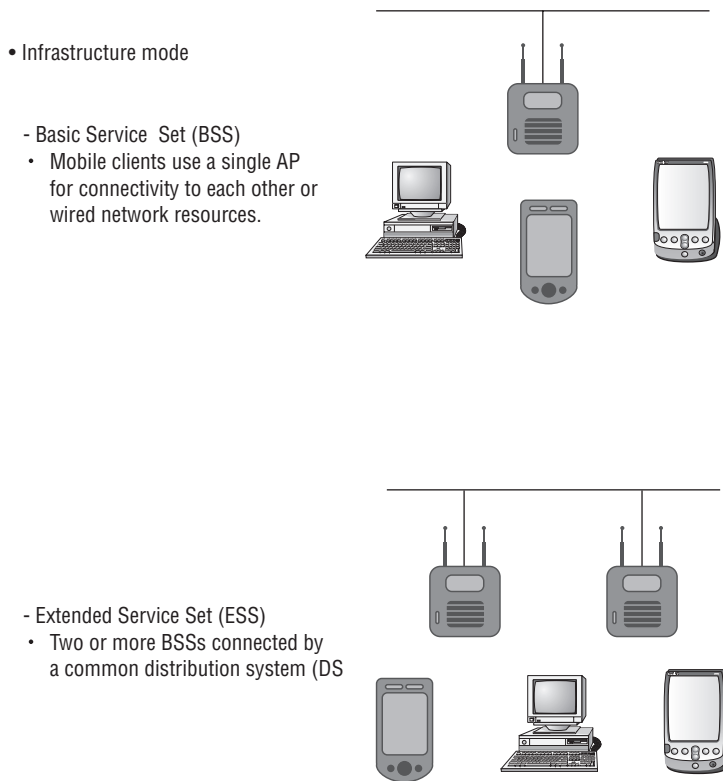 • Infrastructure mode
- Basic Service Set (BSS)
• Mobile clients use a single AP
for connectivity to each other or
wired network resources.
- Extended Service Set (ESS)
• Two or more BSSs connected by
a common distribution system (DS